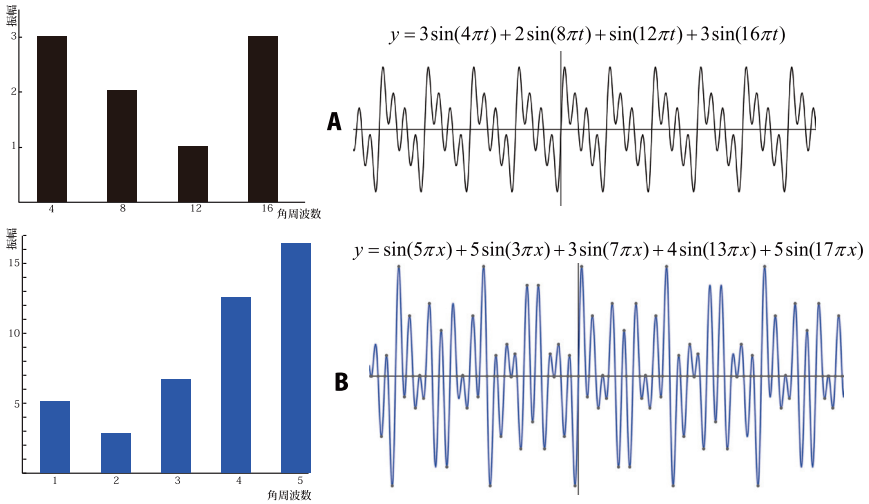 振幅
3
2
1
4 8 12 16
角周波数
y = 3sin(4πt) + 2sin(8πt) + sin(12πt) + 3sin(16πt)
A
振幅
15
10
5
1 2 3 4 5
角周波数
y = sin(5πx) + 5sin(3πx) + 3sin(7πx) + 4sin(13πx) + 5sin(17πx)
B